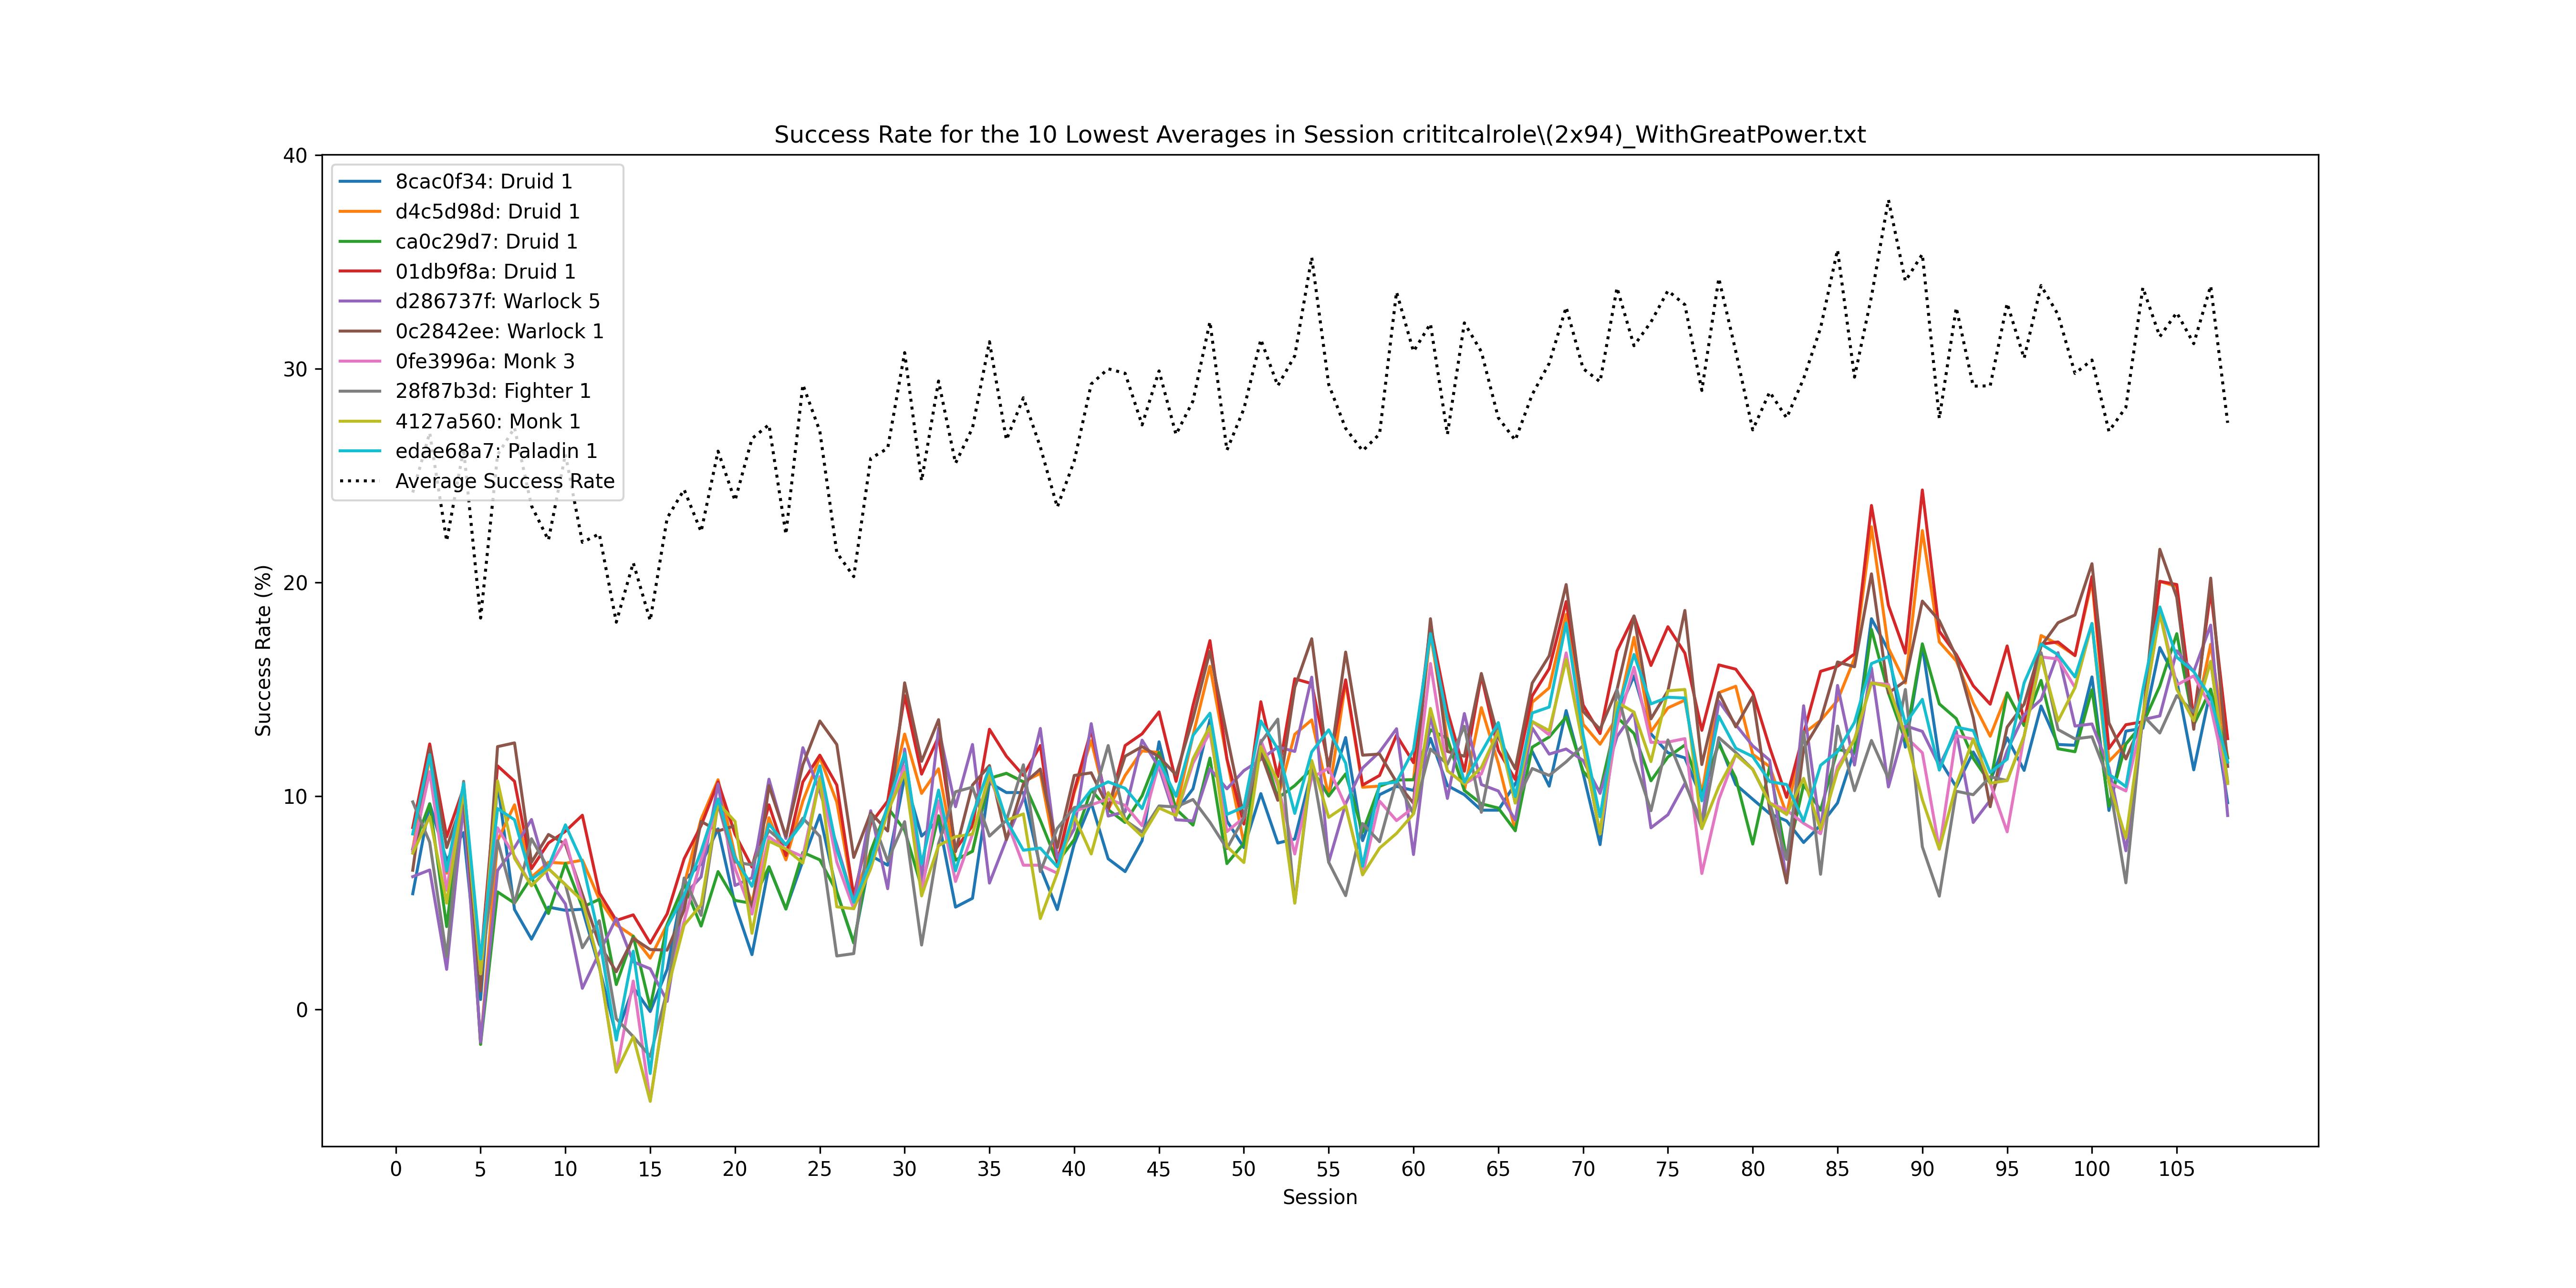 Success Rate for the 10 Lowest Averages in Session crititcalrole\(2x94)_WithGreatPower.txt
40
30
20
10
0
Success Rate (%)
8cac0f34: Druid 1
d4c5d98d: Druid 1
ca0c29d7: Druid 1
01db9f8a: Druid 1
d286737f: Warlock 5
0c2842ee: Warlock 1
0fe3996a: Monk 3
28f87b3d: Fighter 1
4127a560: Monk 1
edae68a7: Paladin 1
Average Success Rate
0 5 10 15 20 25 30 35 40 45 50 55 60 65 70 75 80 85 90 95 100 105
Session